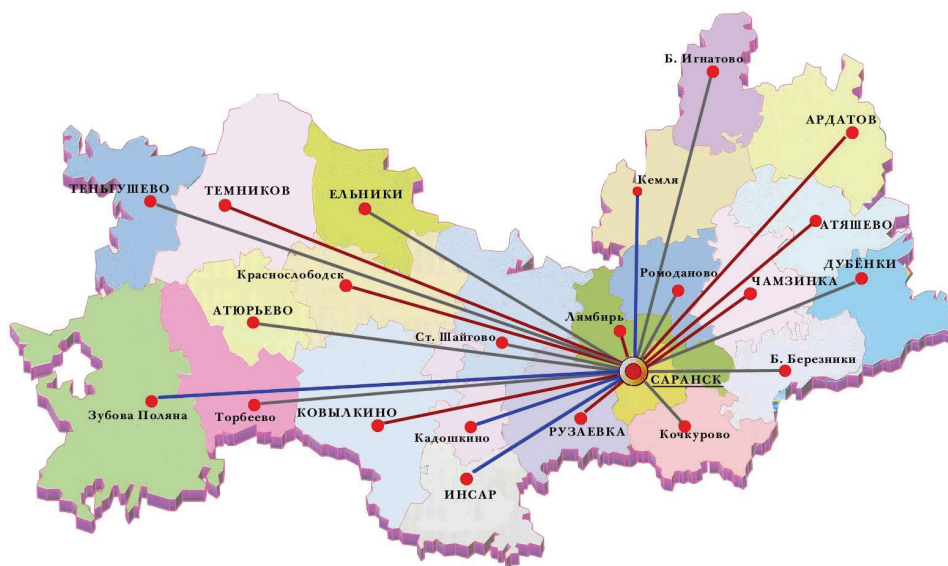 Б. Игнатово
АРДАТОВ
Кемля
ТЕНЬГУШЕВО
ТЕМНИКОВ
ЕЛЬНИКИ
АТЯШЕВО
ДУБЁНКИ
Краснослободск
Ромоданово
ЧАМЗИНКА
АТЮРЬЕВО
Лямбирь
Ст. Шайгово
Б. Березники
САРАНСК
Зубова Поляна
Торбеево
КОВЫЛКИНО
РУЗАЕВКА
Кадошкино
Кочкурово
ИНСАР